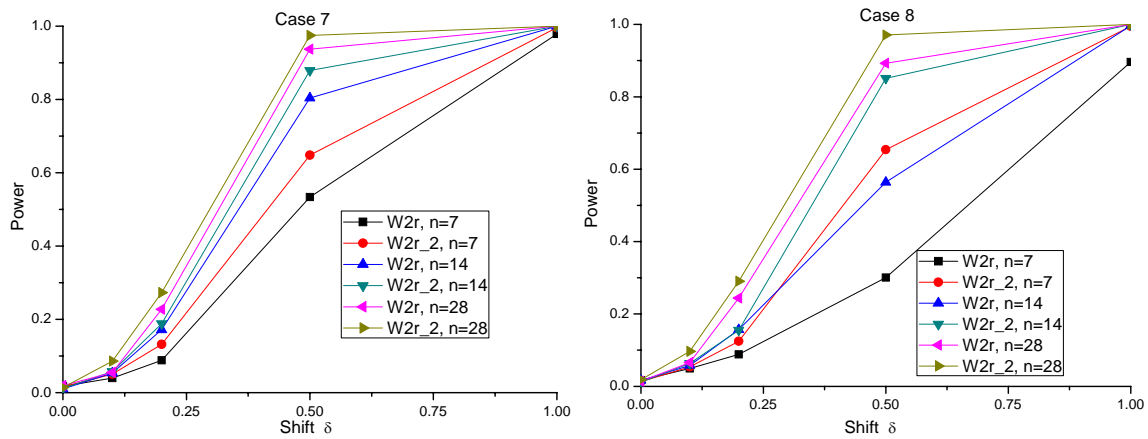 Case 7
1.0
0.8
0.6
0.4
0.2
0.0
Power
0.00
0.25
0.50
0.75
1.00
Shift δ
W2r, n=7
W2r_2, n=7
W2r, n=14
W2r_2, n=14
W2r, n=28
W2r_2, n=28
Case 8
1.0
0.8
0.6
0.4
0.2
0.0
Power
0.00
0.25
0.50
0.75
1.00
Shift δ
W2r, n=7
W2r_2, n=7
W2r, n=14
W2r_2, n=14
W2r, n=28
W2r_2, n=28